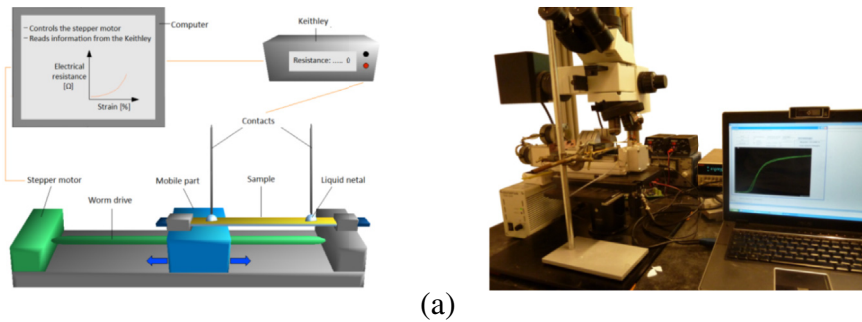 - Controls the stepper motor
- Reads information from the Keithley
Computer
Electrical
resistance
[Ω]
Strain [%]
Keithley
Resistance: ..... 0
Contacts
Stepper motor
Worm drive
Mobile part
Sample
Liquid netal
(a)